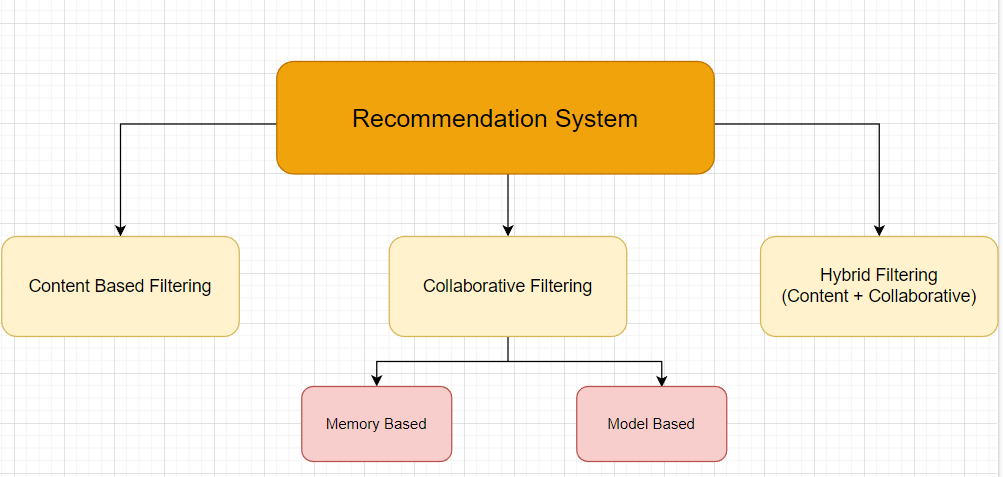 Recommendation System
Content Based Filtering
Collaborative Filtering
Hybrid Filtering
(Content + Collaborative)
Memory Based
Model Based